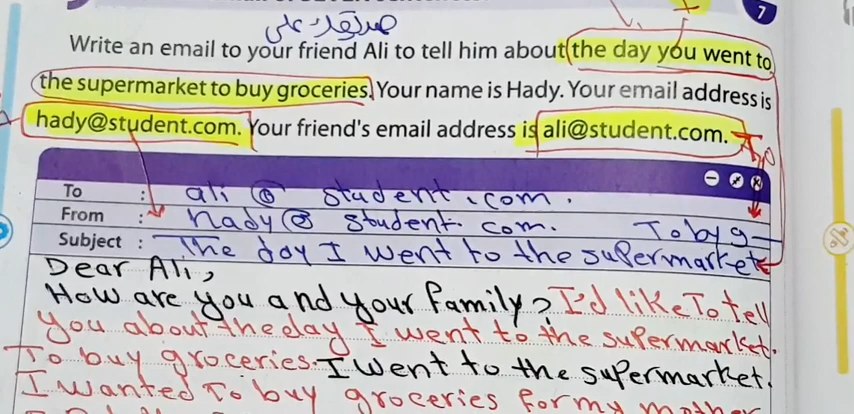 7
Write an email to your friend Ali to tell him about the day you went to
the supermarket to buy groceries. Your name is Hady. Your email address is
hady@student.com. Your friend's email address is ali@student.com.
To : ali @ student .com.
From : hady@ student. com.
To by g
Subject : The day I went to the supermarket
Dear Ali,
How are you and your family? I'd like To tell
you about the day I went to the supermarket.
To buy groceries. I went to the supermarket.
I wanted To buy groceries for my mother